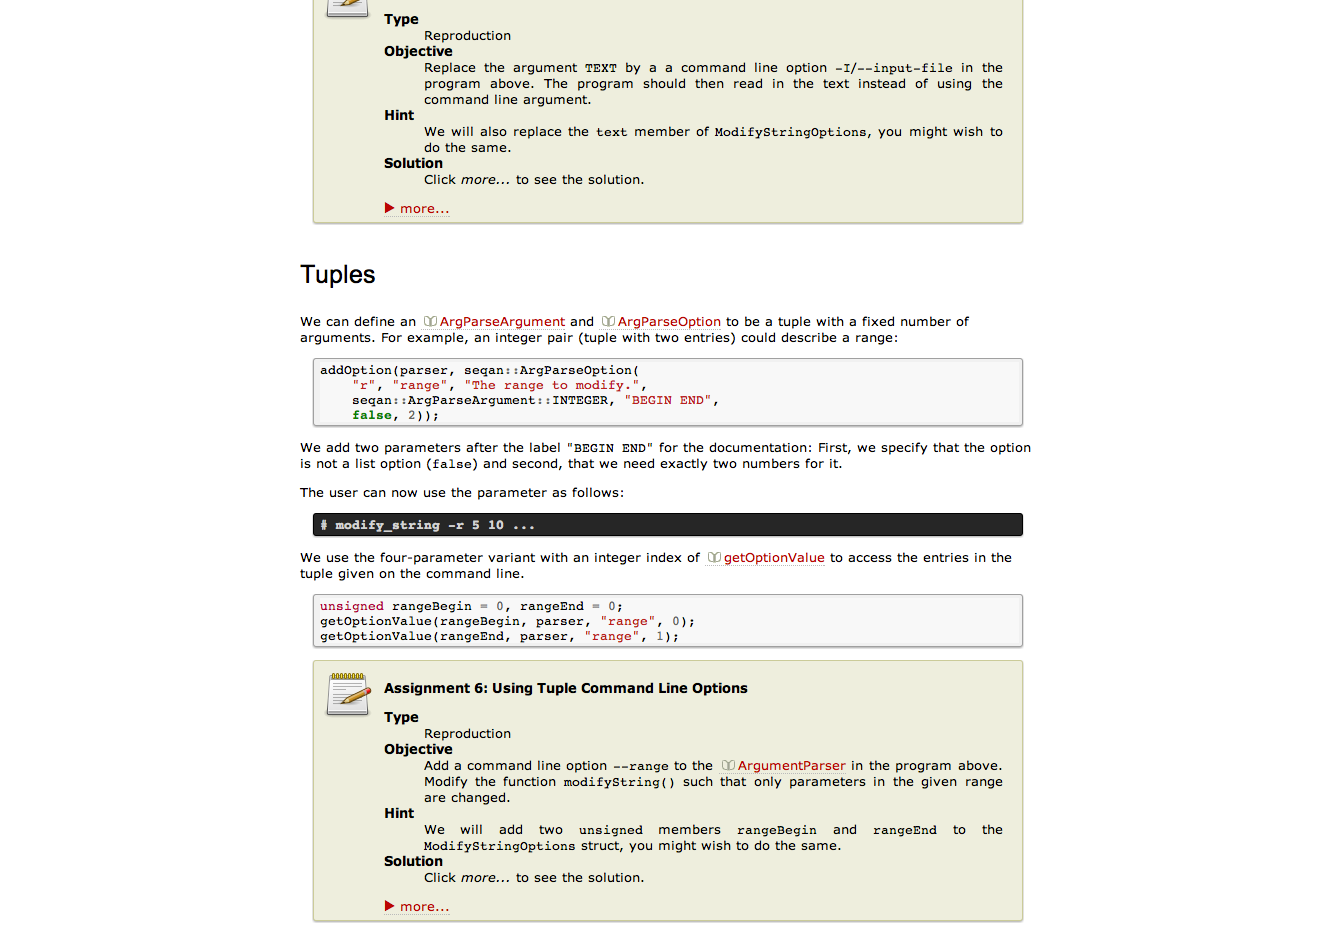 Type
Reproduction
Objective
Replace the argument TEXT by a a command line option -I/--input-file in the
program above. The program should then read in the text instead of using the
command line argument.
Hint
We will also replace the text member of ModifyStringOptions, you might wish to
do the same.
Solution
Click more... to see the solution.
more...
Tuples
We can define an ArgParseArgument and ArgParseOption to be a tuple with a fixed number of
arguments. For example, an integer pair (tuple with two entries) could describe a range:
addOption(parser, seqan::ArgParseOption(
    "r", "range", "The range to modify.",
    seqan::ArgParseArgument::INTEGER, "BEGIN END",
    false, 2));
We add two parameters after the label "BEGIN END" for the documentation: First, we specify that the option
is not a list option (false) and second, that we need exactly two numbers for it.
The user can now use the parameter as follows:
# modify_string -r 5 10 ...
We use the four-parameter variant with an integer index of getOptionValue to access the entries in the
tuple given on the command line.
unsigned rangeBegin = 0, rangeEnd = 0;
getOptionValue(rangeBegin, parser, "range", 0);
getOptionValue(rangeEnd, parser, "range", 1);
Assignment 6: Using Tuple Command Line Options
Type
Reproduction
Objective
Add a command line option --range to the ArgumentParser in the program above.
Modify the function modifyString() such that only parameters in the given range
are changed.
Hint
We will add two unsigned members rangeBegin and rangeEnd to the
ModifyStringOptions struct, you might wish to do the same.
Solution
Click more... to see the solution.
more...